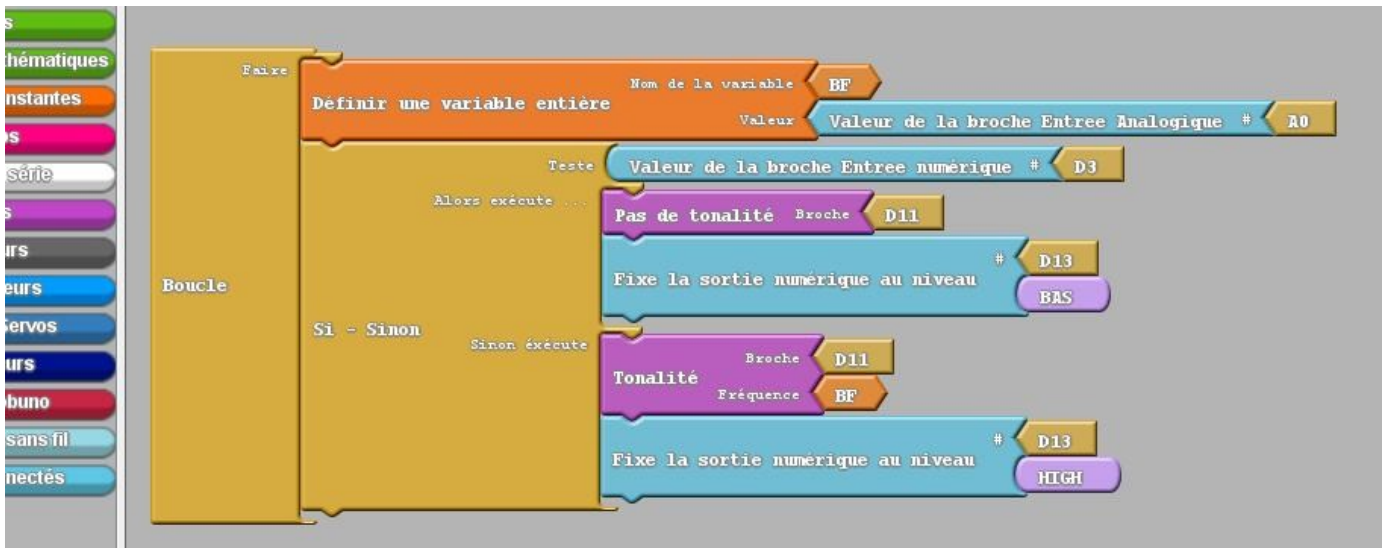 s
thématiques
nstantes
os
série
s
urs
eurs
Servos
urs
obuno
sans fil
nectés
Boucle
Faire
Définir une variable entière
Nom de la variable
BF
Valeur
Valeur de la broche Entree Analogique #
A0
Si - Sinon
Teste
Valeur de la broche Entree numérique #
D3
Alors exécute ...
Pas de tonalité Broche
D11
Fixe la sortie numérique au niveau
#
D13
BAS
Sinon éxécute
Tonalité
Broche
D11
Fréquence
BF
Fixe la sortie numérique au niveau
#
D13
HIGH